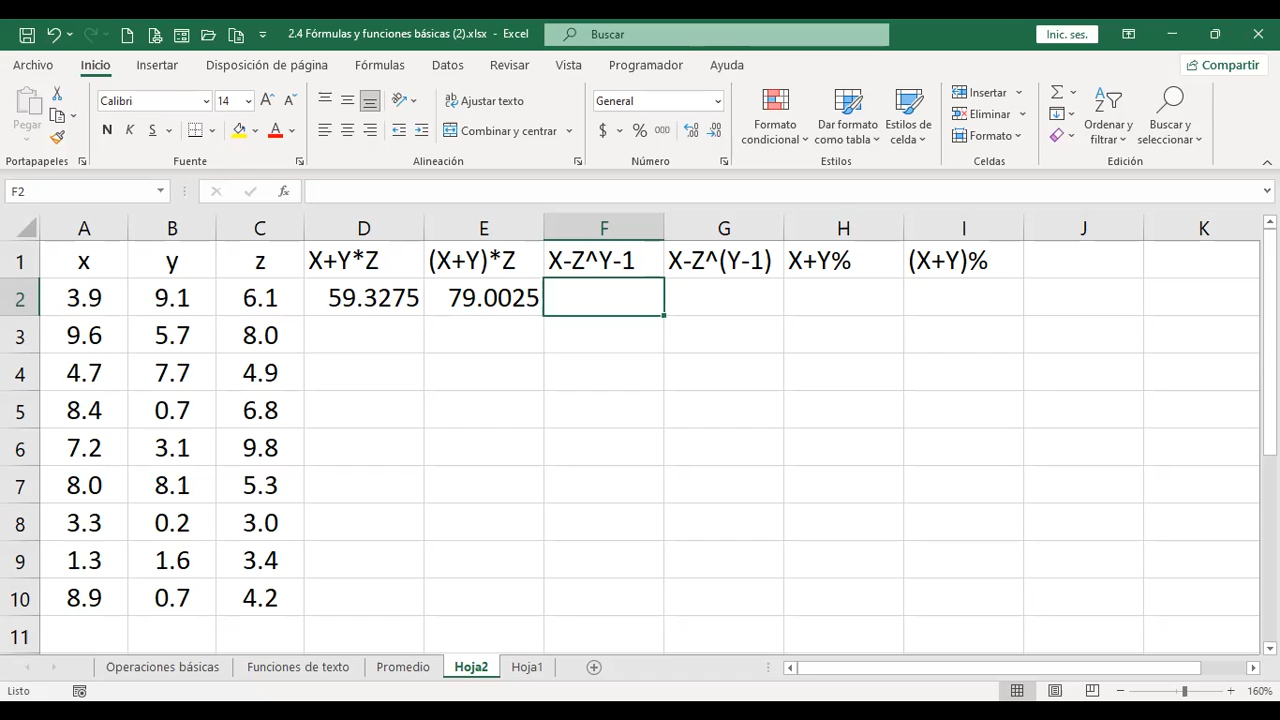 2.4 Fórmulas y funciones básicas (2).xlsx - Excel
Buscar
Inic. ses.
Archivo Inicio Insertar Disposición de página Fórmulas Datos Revisar Vista Programador Ayuda
Compartir
Pegar
Calibri 14
N K S
Ajustar texto
Combinar y centrar
General
$ % 000
Formato condicional
Dar formato como tabla
Estilos de celda
Insertar
Eliminar
Formato
Ordenar y filtrar
Buscar y seleccionar
Portapapeles Fuente Alineación Número Estilos Celdas Edición
F2 fx
A B C D E F G H I J K
1 x y z X+Y*Z (X+Y)*Z X-Z^Y-1 X-Z^(Y-1) X+Y% (X+Y)%
2 3.9 9.1 6.1 59.3275 79.0025
3 9.6 5.7 8.0
4 4.7 7.7 4.9
5 8.4 0.7 6.8
6 7.2 3.1 9.8
7 8.0 8.1 5.3
8 3.3 0.2 3.0
9 1.3 1.6 3.4
10 8.9 0.7 4.2
11
Operaciones básicas Funciones de texto Promedio Hoja2 Hoja1
Listo 160%